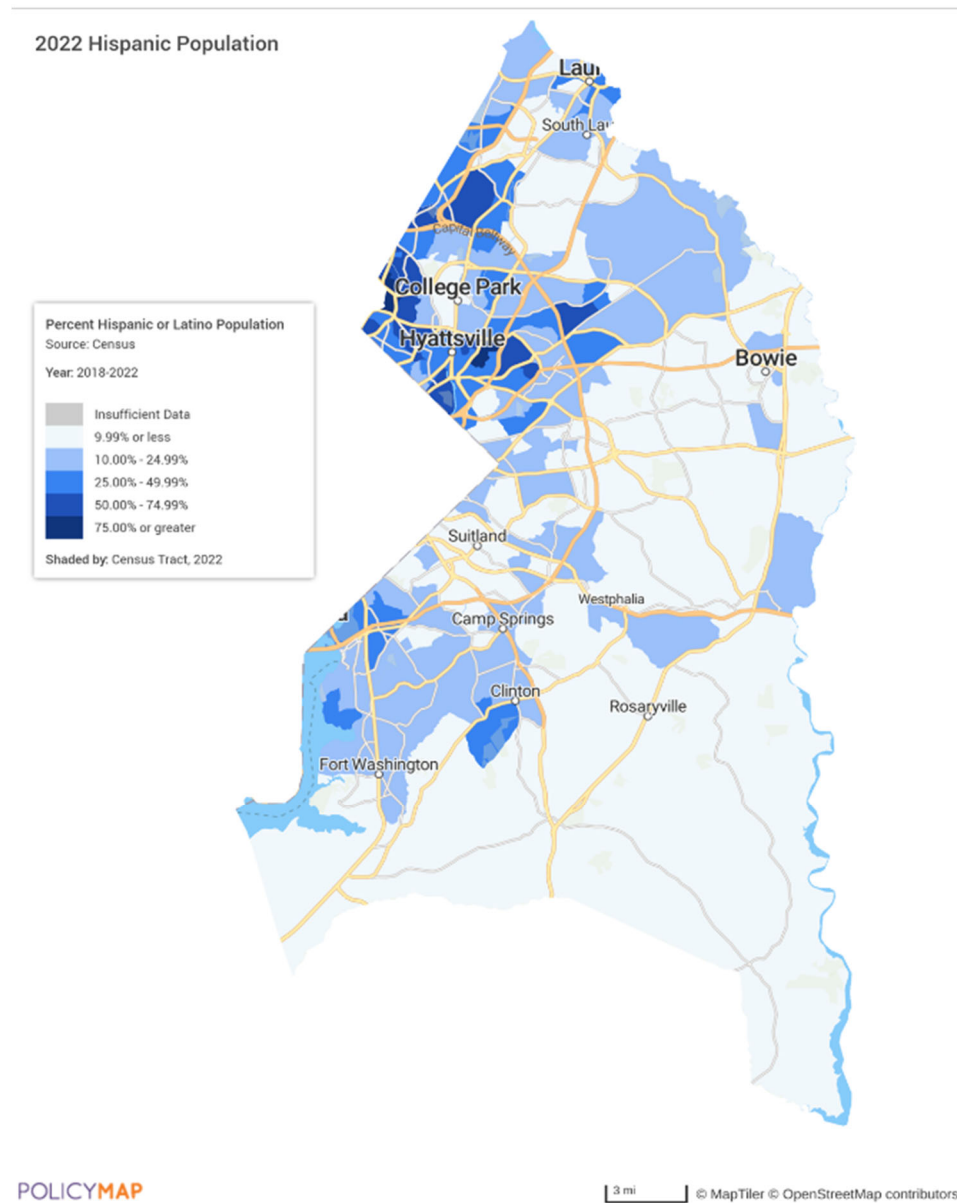 2022 Hispanic Population
Lau
South La
Capital Beltway
College Park
Hyattsville
Bowie
Percent Hispanic or Latino Population
Source: Census
Year: 2018-2022
Insufficient Data
9.99% or less
10.00% - 24.99%
25.00% - 49.99%
50.00% - 74.99%
75.00% or greater
Shaded by: Census Tract, 2022
Suitland
Westphalia
Camp Springs
Clinton
Rosaryville
Fort Washington
POLICYMAP
3 mi
© MapTiler © OpenStreetMap contributors